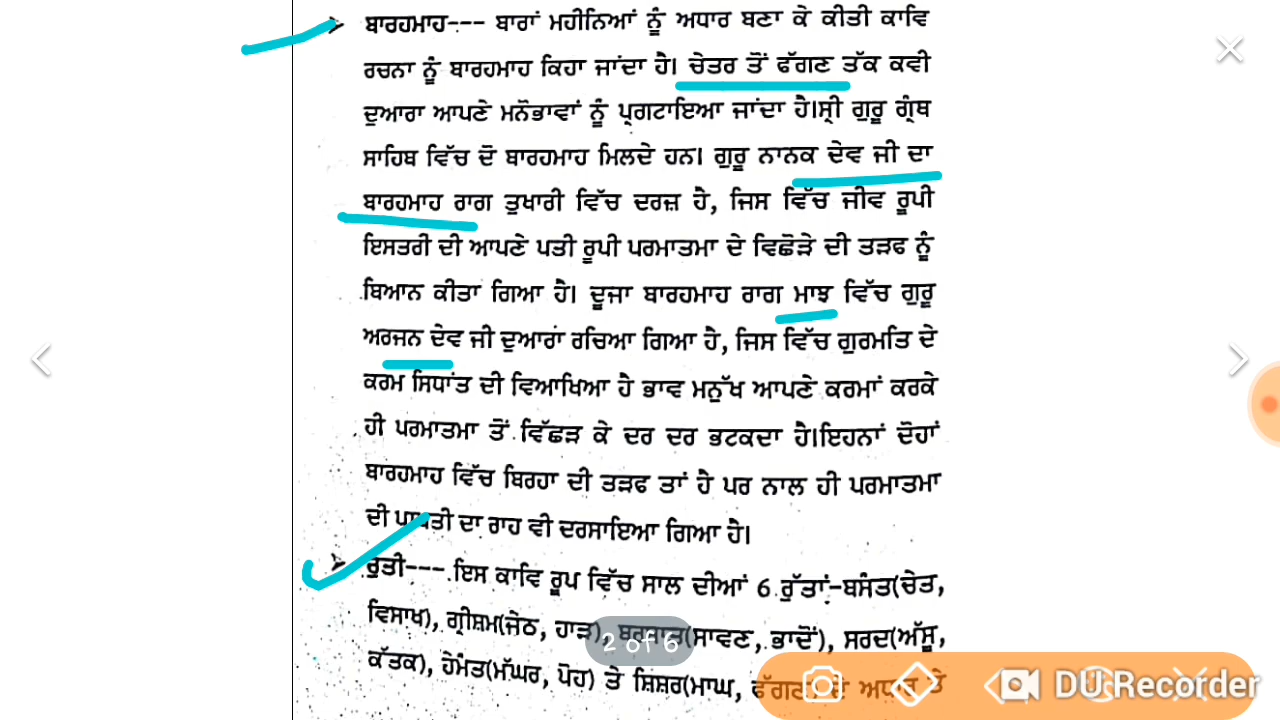 ➢ ਬਾਰਹਮਾਹ--- ਬਾਰਾਂ ਮਹੀਨਿਆਂ ਨੂੰ ਅਧਾਰ ਬਣਾ ਕੇ ਕੀਤੀ ਕਾਵਿ
ਰਚਨਾ ਨੂੰ ਬਾਰਹਮਾਹ ਕਿਹਾ ਜਾਂਦਾ ਹੈ। ਚੇਤਰ ਤੋਂ ਫੱਗਣ ਤੱਕ ਕਵੀ
ਦੁਆਰਾ ਆਪਣੇ ਮਨੋਭਾਵਾਂ ਨੂੰ ਪ੍ਰਗਟਾਇਆ ਜਾਂਦਾ ਹੈ।ਸ੍ਰੀ ਗੁਰੂ ਗ੍ਰੰਥ
ਸਾਹਿਬ ਵਿੱਚ ਦੋ ਬਾਰਹਮਾਹ ਮਿਲਦੇ ਹਨ। ਗੁਰੂ ਨਾਨਕ ਦੇਵ ਜੀ ਦਾ
ਬਾਰਹਮਾਹ ਰਾਗ ਤੁਖਾਰੀ ਵਿੱਚ ਦਰਜ਼ ਹੈ, ਜਿਸ ਵਿੱਚ ਜੀਵ ਰੂਪੀ
ਇਸਤਰੀ ਦੀ ਆਪਣੇ ਪਤੀ ਰੂਪੀ ਪਰਮਾਤਮਾ ਦੇ ਵਿਛੋੜੇ ਦੀ ਤੜਫ ਨੂੰ
ਬਿਆਨ ਕੀਤਾ ਗਿਆ ਹੈ। ਦੂਜਾ ਬਾਰਹਮਾਹ ਰਾਗ ਮਾਝ ਵਿੱਚ ਗੁਰੂ
ਅਰਜਨ ਦੇਵ ਜੀ ਦੁਆਰਾਂ ਰਚਿਆ ਗਿਆ ਹੈ, ਜਿਸ ਵਿੱਚ ਗੁਰਮਤਿ ਦੇ
ਕਰਮ ਸਿਧਾਂਤ ਦੀ ਵਿਆਖਿਆ ਹੈ ਭਾਵ ਮਨੁੱਖ ਆਪਣੇ ਕਰਮਾਂ ਕਰਕੇ
ਹੀ ਪਰਮਾਤਮਾ ਤੋਂ ਵਿੱਛੜ ਕੇ ਦਰ ਦਰ ਭਟਕਦਾ ਹੈ।ਇਹਨਾਂ ਦੋਹਾਂ
ਬਾਰਹਮਾਹ ਵਿੱਚ ਬਿਰਹਾ ਦੀ ਤੜਫ ਤਾਂ ਹੈ ਪਰ ਨਾਲ ਹੀ ਪਰਮਾਤਮਾ
ਦੀ ਦਾ ਰਾਹ ਵੀ ਦਰਸਾਇਆ ਗਿਆ ਹੈ।
➢ ਰੁਤੀ--- ਇਸ ਕਾਵਿ ਰੂਪ ਵਿੱਚ ਸਾਲ ਦੀਆਂ 6 ਰੁੱਤਾਂ-ਬਸੰਤ(ਚੇਤ,
ਵਿਸਾਖ), ਗ੍ਰੀਸ਼ਮ(ਜੇਠ, ਹਾੜ), (ਸਾਵਣ, ਭਾਦੋਂ), ਸਰਦ(ਅੱਸੂ,
ਕੱਤਕ), ਹੇਮੰਤ(ਮੱਘਰ, ਪੋਹ) ਤੇ ਸ਼ਿਸ਼ਰ(ਮਾਘ, ਤੇ
2 of 6
DU Recorder